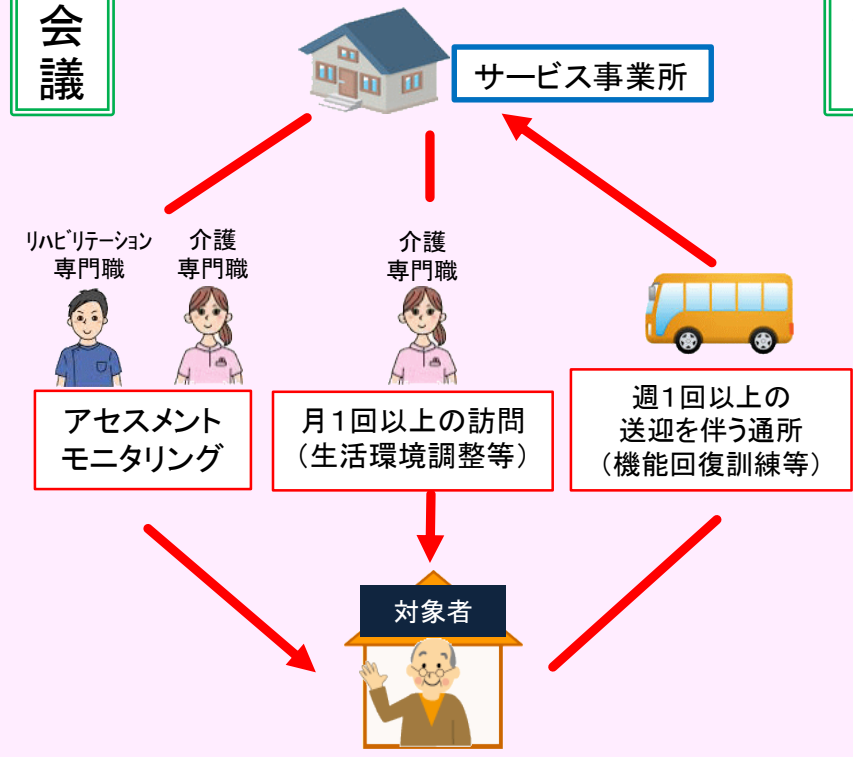 会
議
サービス事業所
ﾘﾊﾋﾞﾘﾃｰｼｮﾝ
専門職
介護
専門職
介護
専門職
アセスメント
モニタリング
月１回以上の訪問
（生活環境調整等）
週１回以上の
送迎を伴う通所
（機能回復訓練等）
対象者